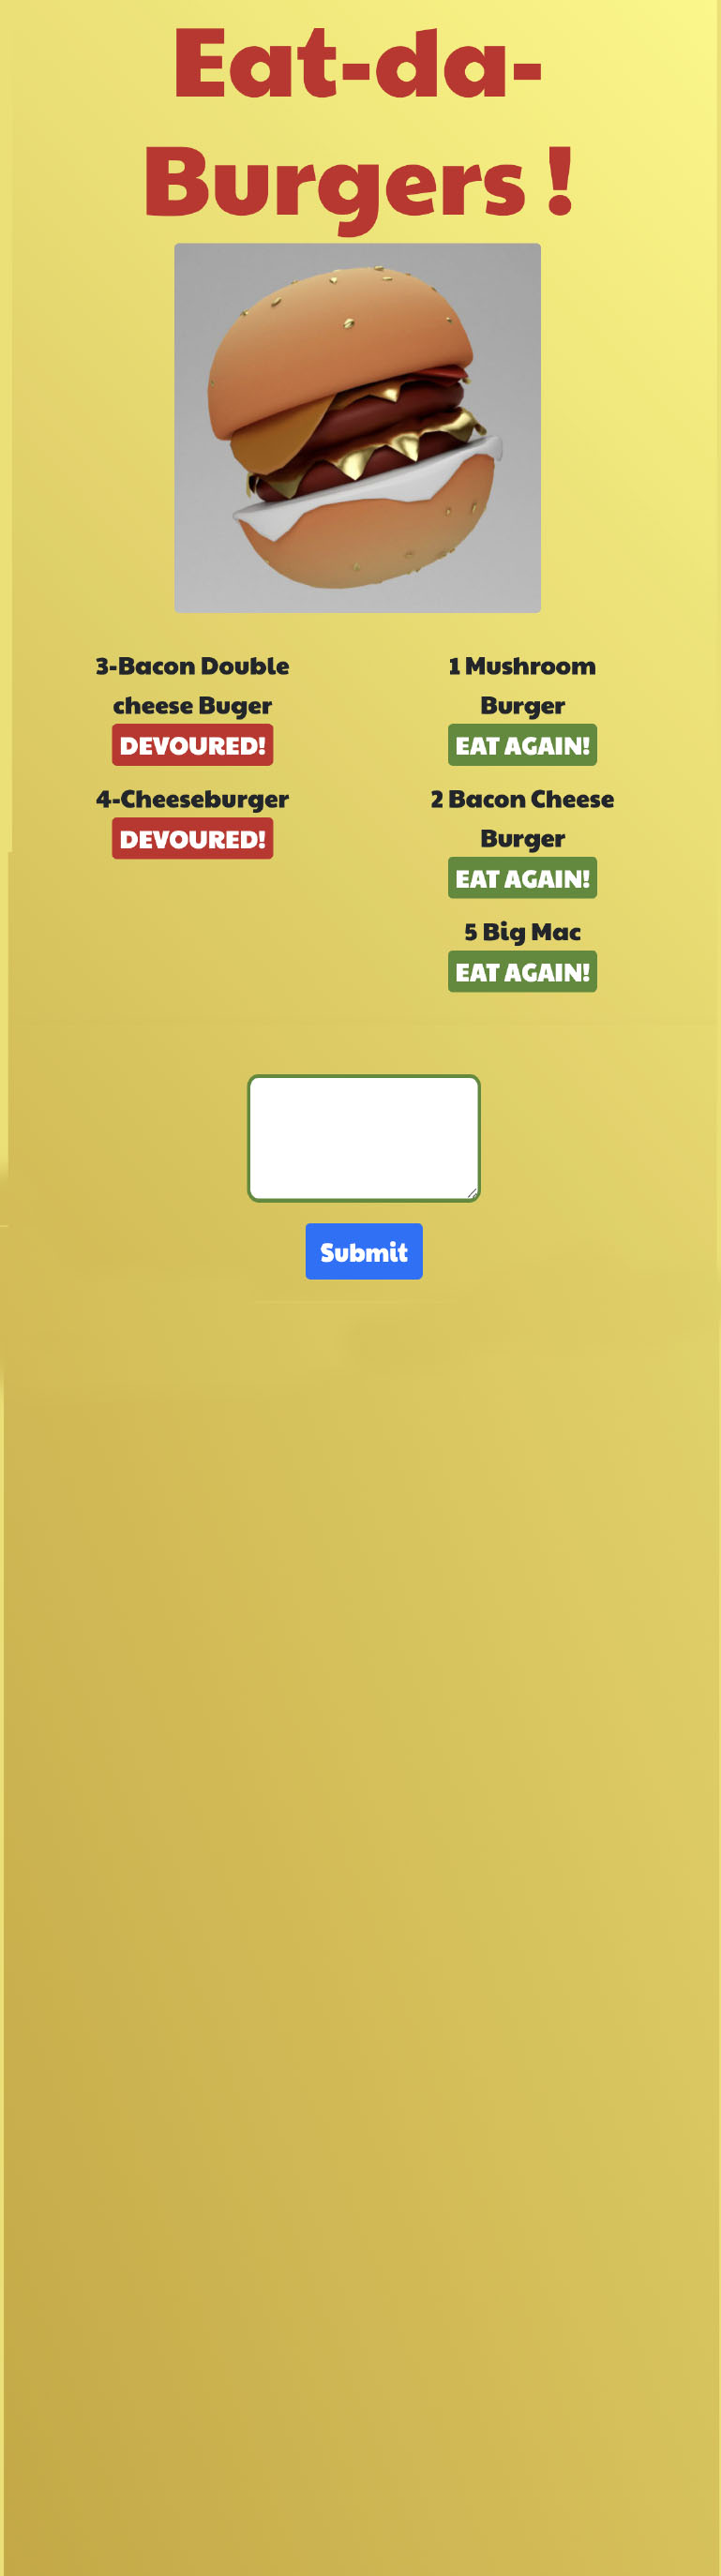 Eat-da-
Burgers !
3-Bacon Double
cheese Buger
DEVOURED!
4-Cheeseburger
DEVOURED!
1 Mushroom
Burger
EAT AGAIN!
2 Bacon Cheese
Burger
EAT AGAIN!
5 Big Mac
EAT AGAIN!
Submit